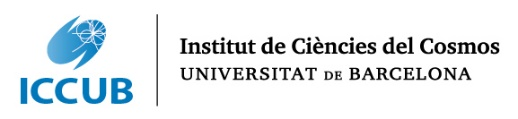 ICCUB
Institut de Ciències del Cosmos
UNIVERSITAT DE BARCELONA